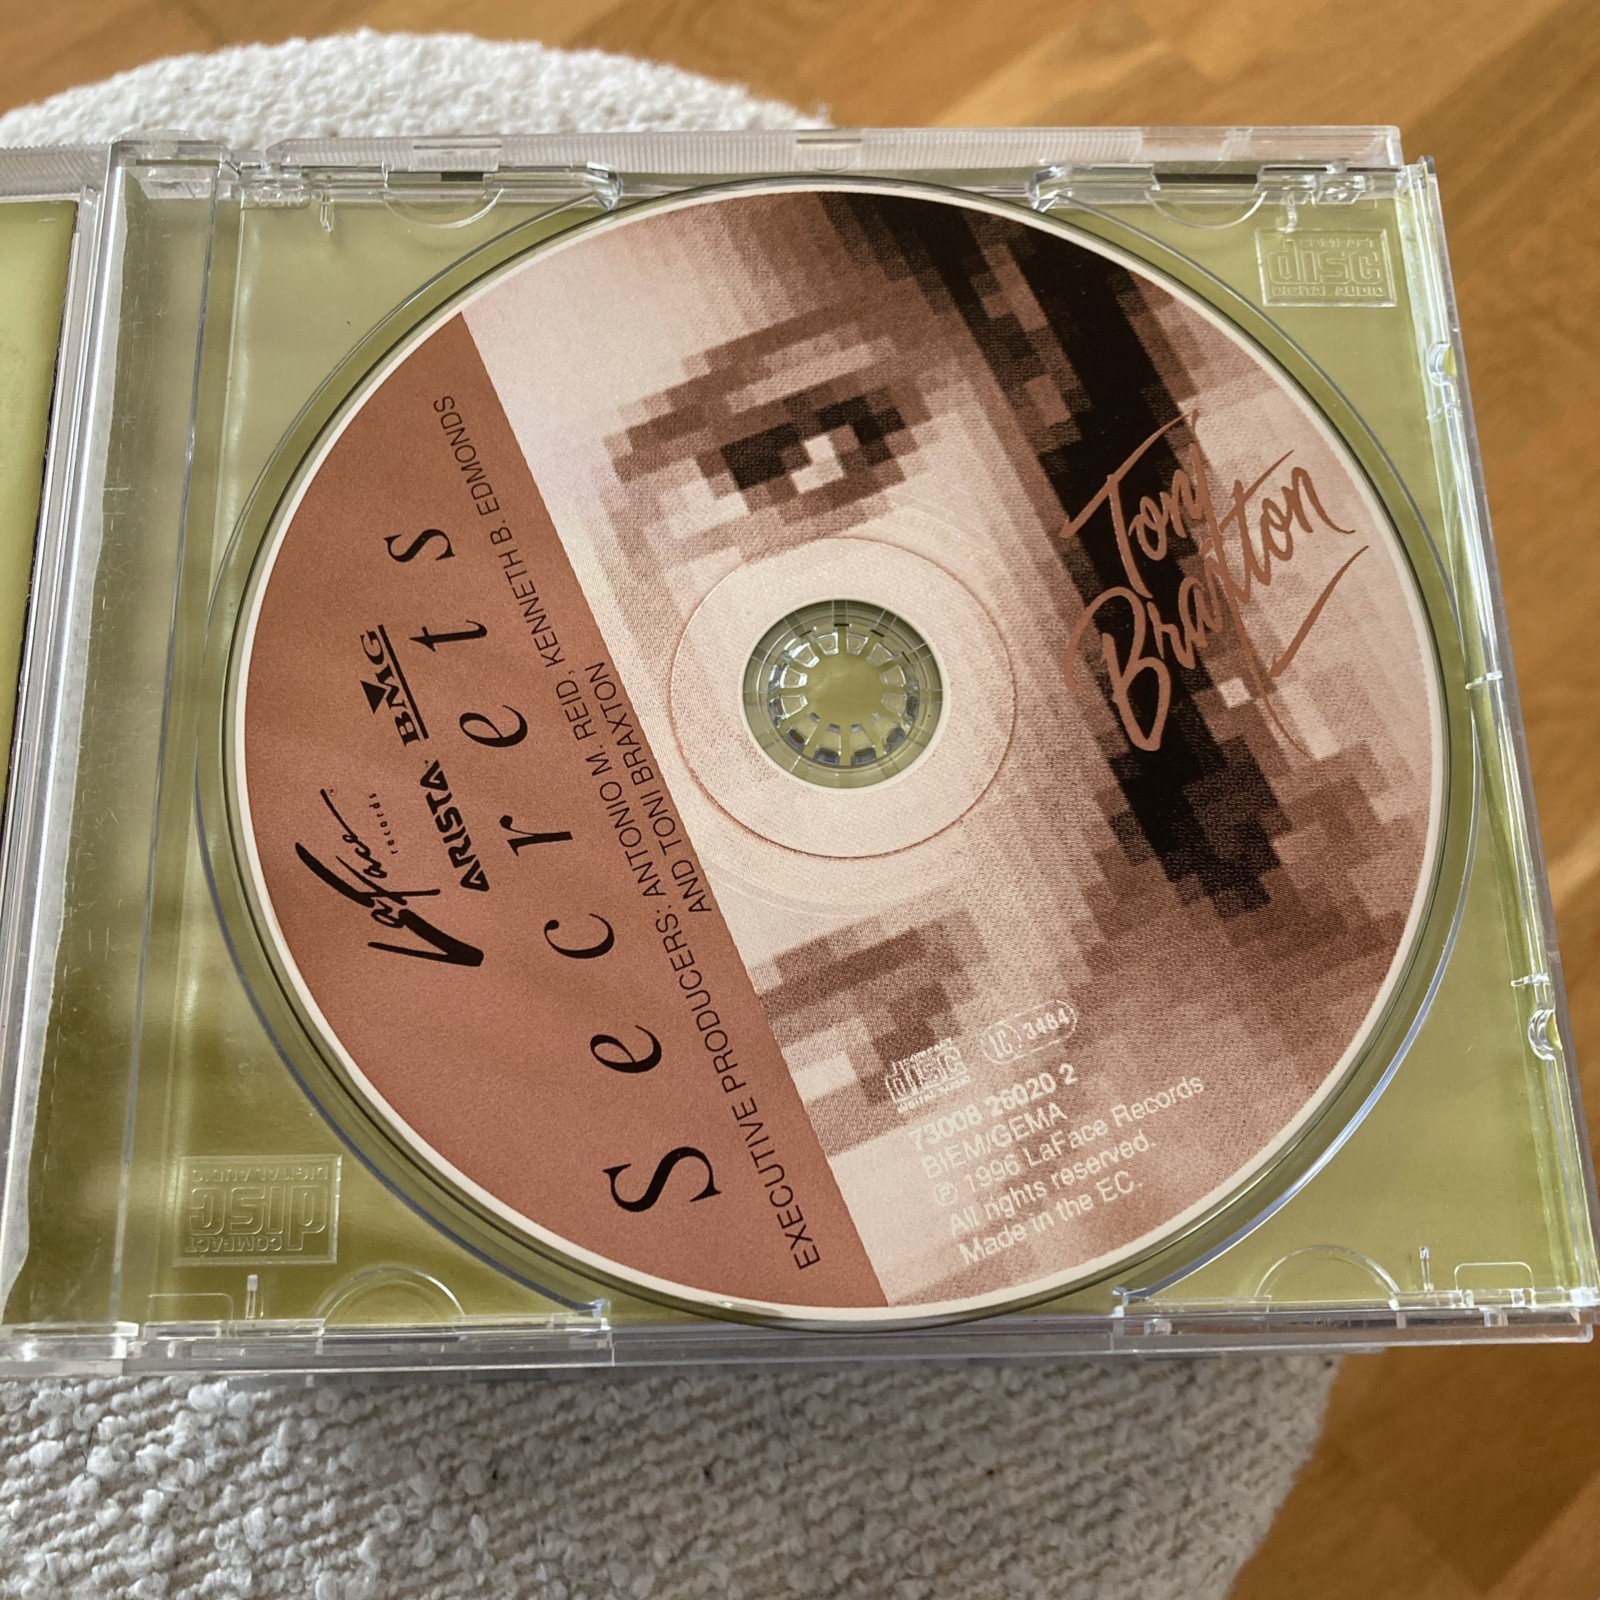 Toni
Braxton
Secrets
EXECUTIVE PRODUCERS: ANTONIO M. REID, KENNETH B. EDMONDS
AND TONI BRAXTON
LaFace
records
ARISTA
BMG
COMPACT
disc
DIGITAL AUDIO
LC 3484
73008 26020 2
BIEM/GEMA
℗ 1996 LaFace Records
All rights reserved.
Made in the EC.
COMPACT
disc
DIGITAL AUDIO
COMPACT
disc
DIGITAL AUDIO